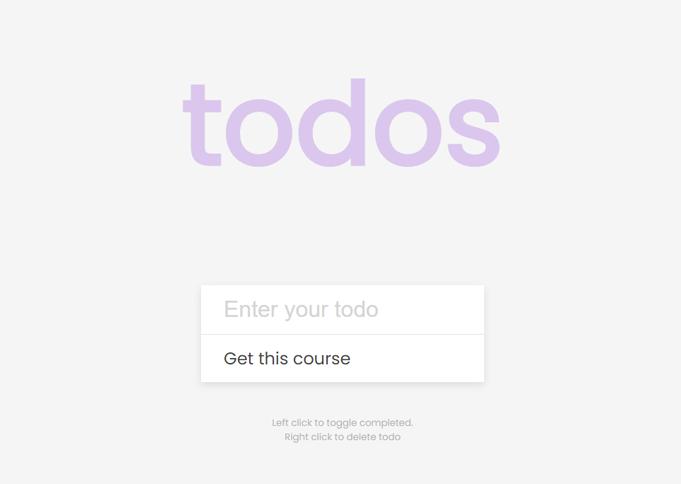 todos
Enter your todo
Get this course
Left click to toggle completed.
Right click to delete todo